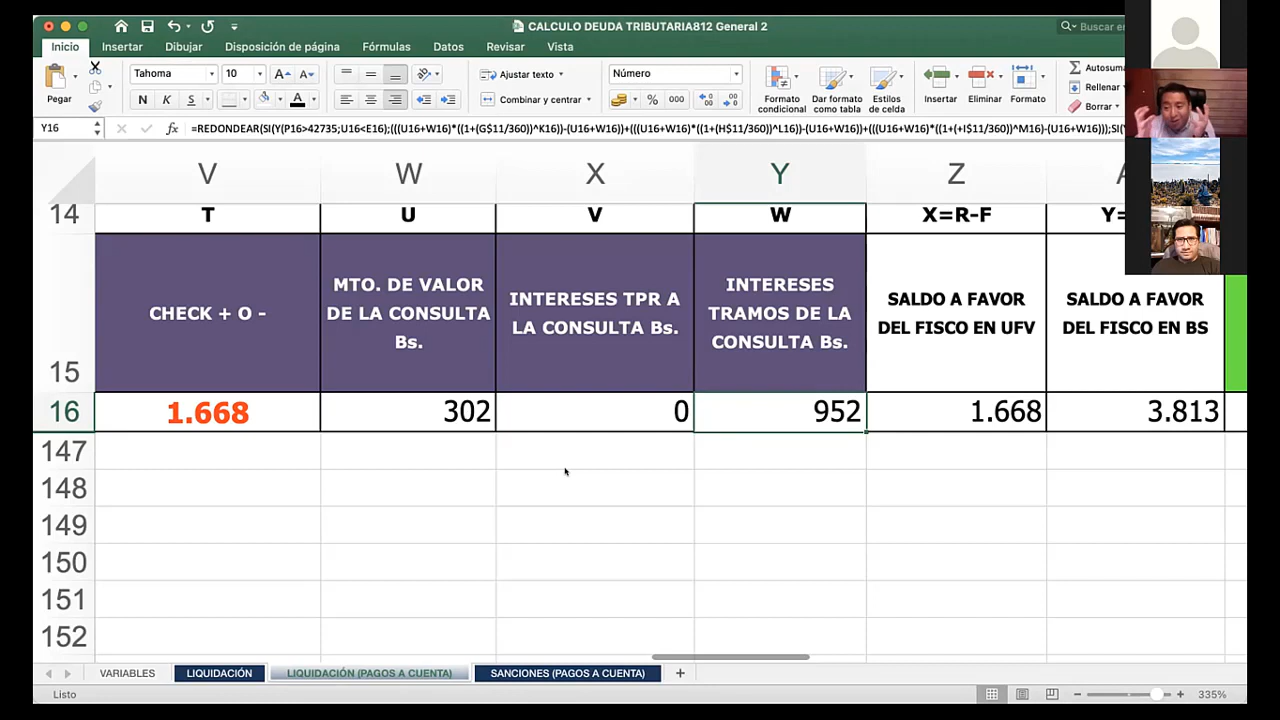 CALCULO DEUDA TRIBUTARIA812 General 2
Buscar en
Inicio Insertar Dibujar Disposición de página Fórmulas Datos Revisar Vista
Pegar
Tahoma 10
N K S
A
Ajustar texto
Combinar y centrar
Número
% 000
Formato condicional
Dar formato como tabla
Estilos de celda
Insertar
Eliminar
Formato
Autosuma
Rellenar
Borrar
Y16 fx =REDONDEAR(SI(Y(P16>42735;U16<E16);(((U16+W16)*((1+(G$11/360))^K16))-(U16+W16))+(((U16+W16)*((1+(H$11/360))^L16))-(U16+W16))+(((U16+W16)*((1+(+I$11/360))^M16)-(U16+W16)));SI(
V W X Y Z
14 T U V W X=R-F Y=
15 CHECK + O -
MTO. DE VALOR
DE LA CONSULTA
Bs.
INTERESES TPR A
LA CONSULTA Bs.
INTERESES
TRAMOS DE LA
CONSULTA Bs.
SALDO A FAVOR
DEL FISCO EN UFV
SALDO A FAVOR
DEL FISCO EN BS
16 1.668 302 0 952 1.668 3.813
147
148
149
150
151
152
VARIABLES LIQUIDACIÓN LIQUIDACIÓN (PAGOS A CUENTA) SANCIONES (PAGOS A CUENTA) +
Listo 335%